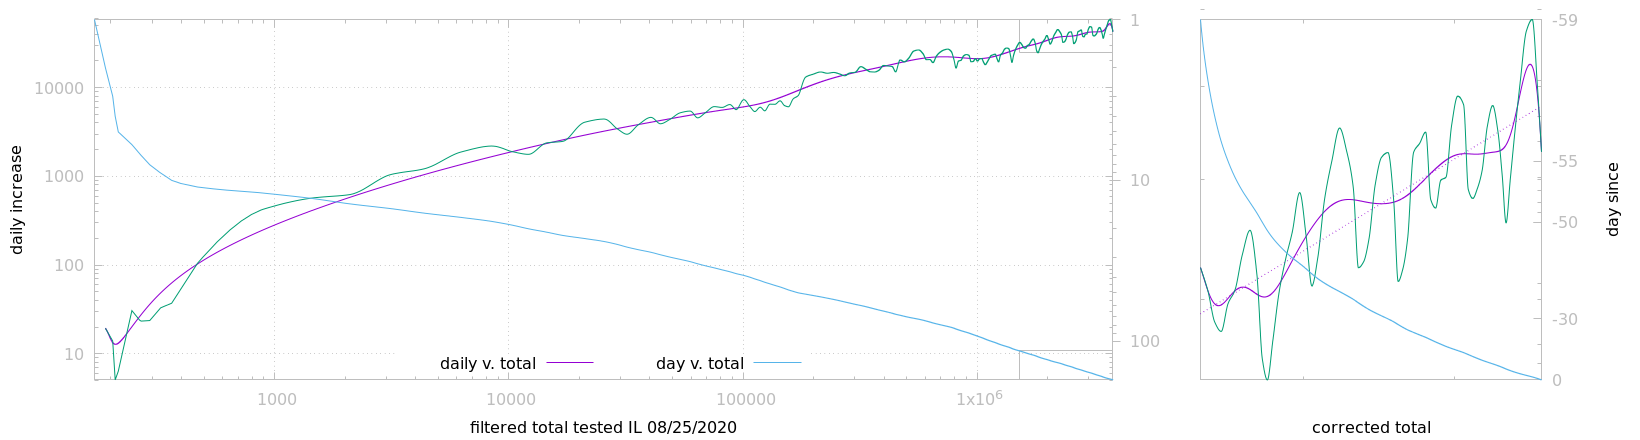 daily increase
10000
1000
100
10
1
10
100
daily v. total
day v. total
1000
10000
100000
1x10⁶
filtered total tested IL 08/25/2020
-59
-55
-50
-30
0
day since
corrected total